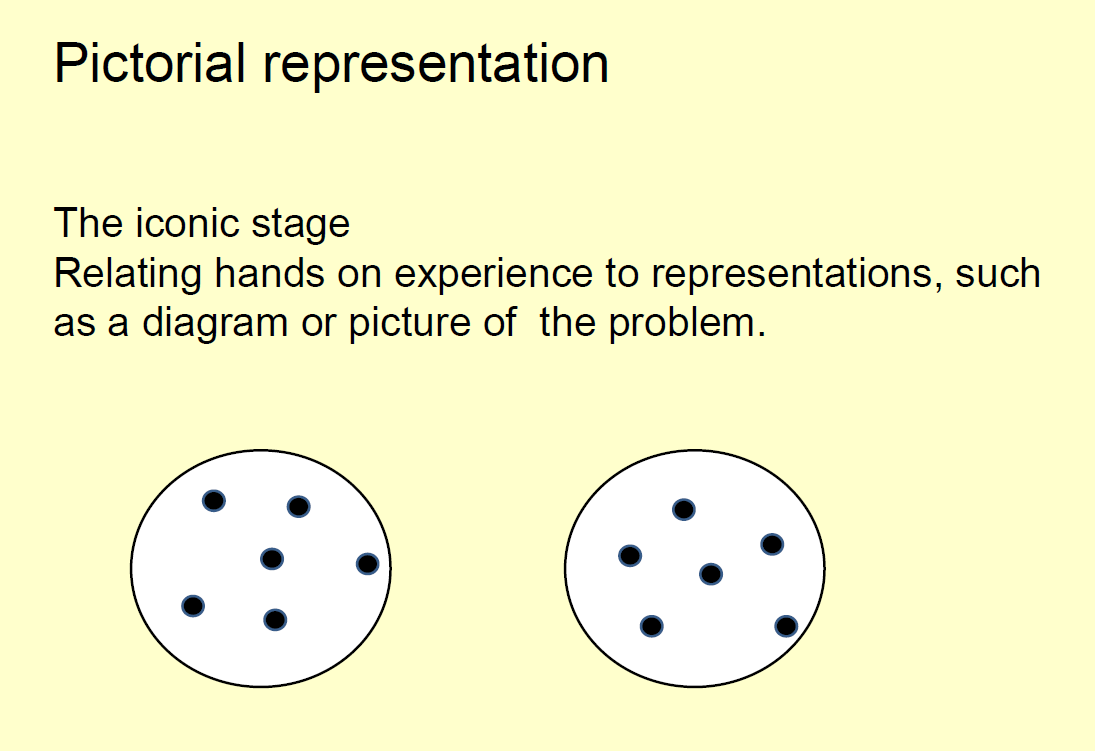 Pictorial representation
The iconic stage
Relating hands on experience to representations, such
as a diagram or picture of  the problem.